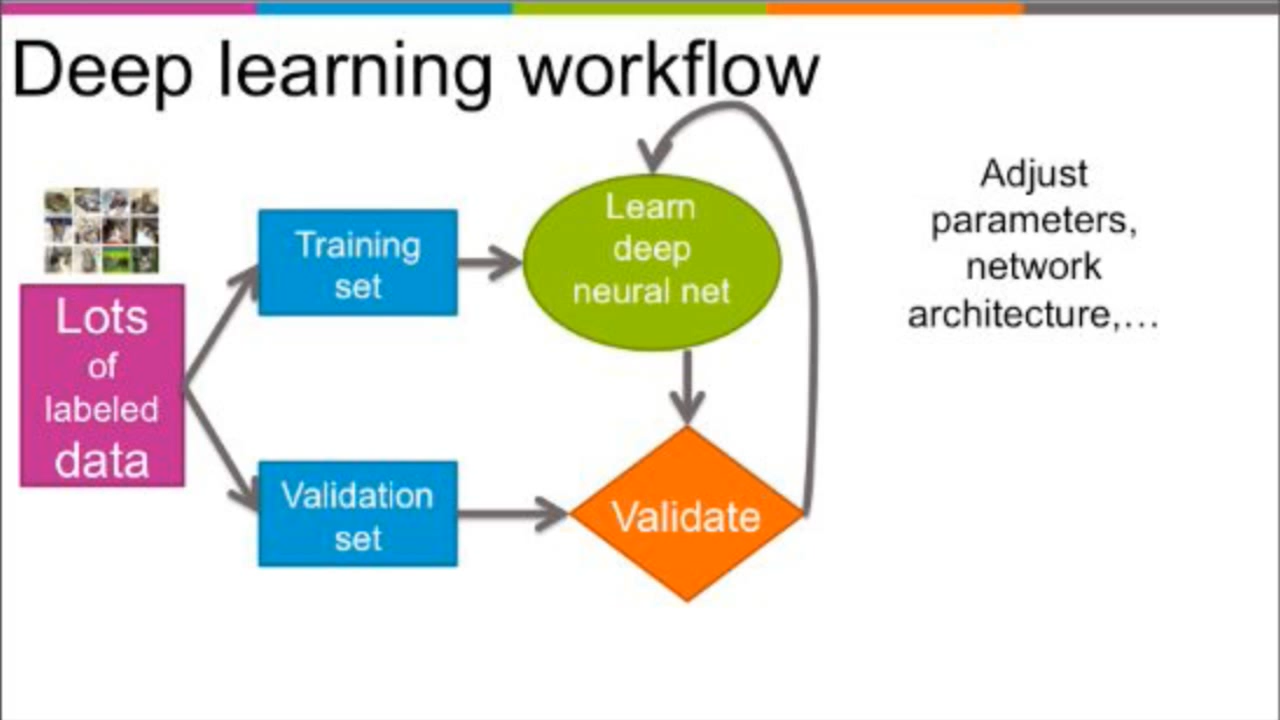 Deep learning workflow
Lots
of
labeled
data
Training
set
Validation
set
Learn
deep
neural net
Validate
Adjust
parameters,
network
architecture,…